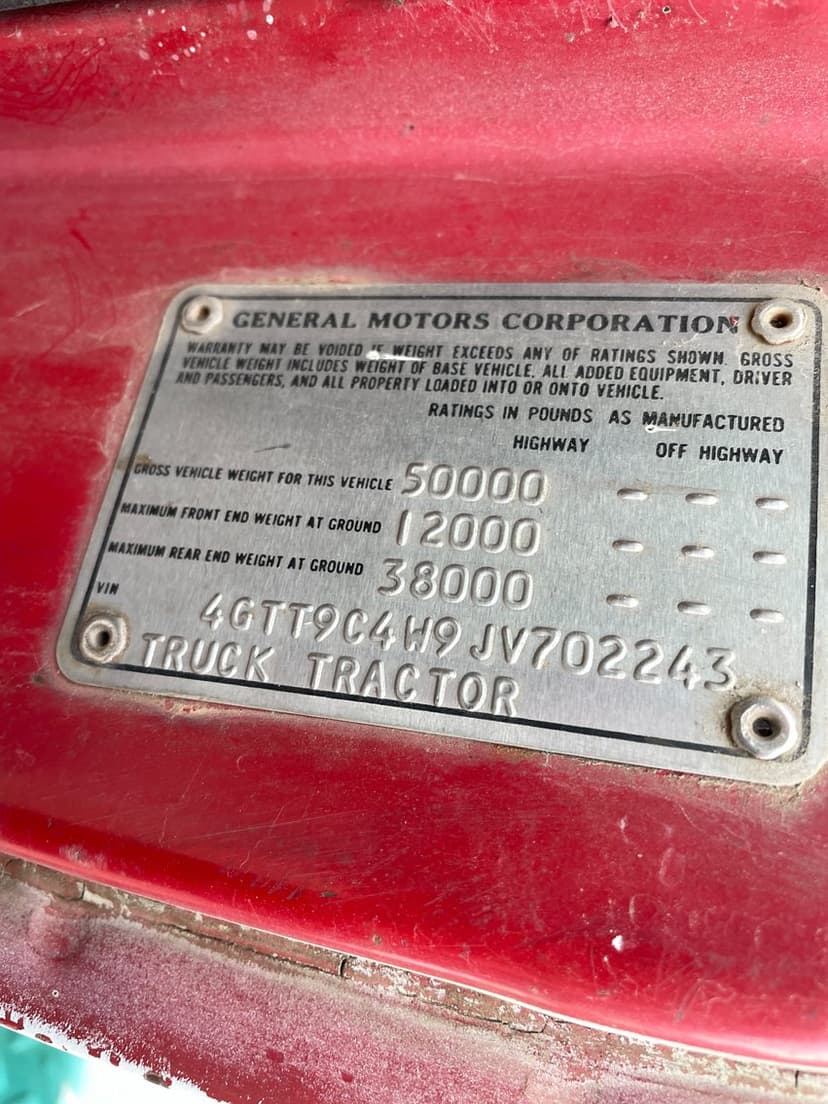 GENERAL MOTORS CORPORATION
WARRANTY MAY BE VOIDED IF WEIGHT EXCEEDS ANY OF RATINGS SHOWN. GROSS
VEHICLE WEIGHT INCLUDES WEIGHT OF BASE VEHICLE, ALL ADDED EQUIPMENT, DRIVER
AND PASSENGERS, AND ALL PROPERTY LOADED INTO OR ONTO VEHICLE.
RATINGS IN POUNDS AS MANUFACTURED
HIGHWAY OFF HIGHWAY
GROSS VEHICLE WEIGHT FOR THIS VEHICLE 50000 - - -
MAXIMUM FRONT END WEIGHT AT GROUND 12000 - - -
MAXIMUM REAR END WEIGHT AT GROUND 38000 - - -
VIN 4GTT9C4W9JV702243
TRUCK TRACTOR